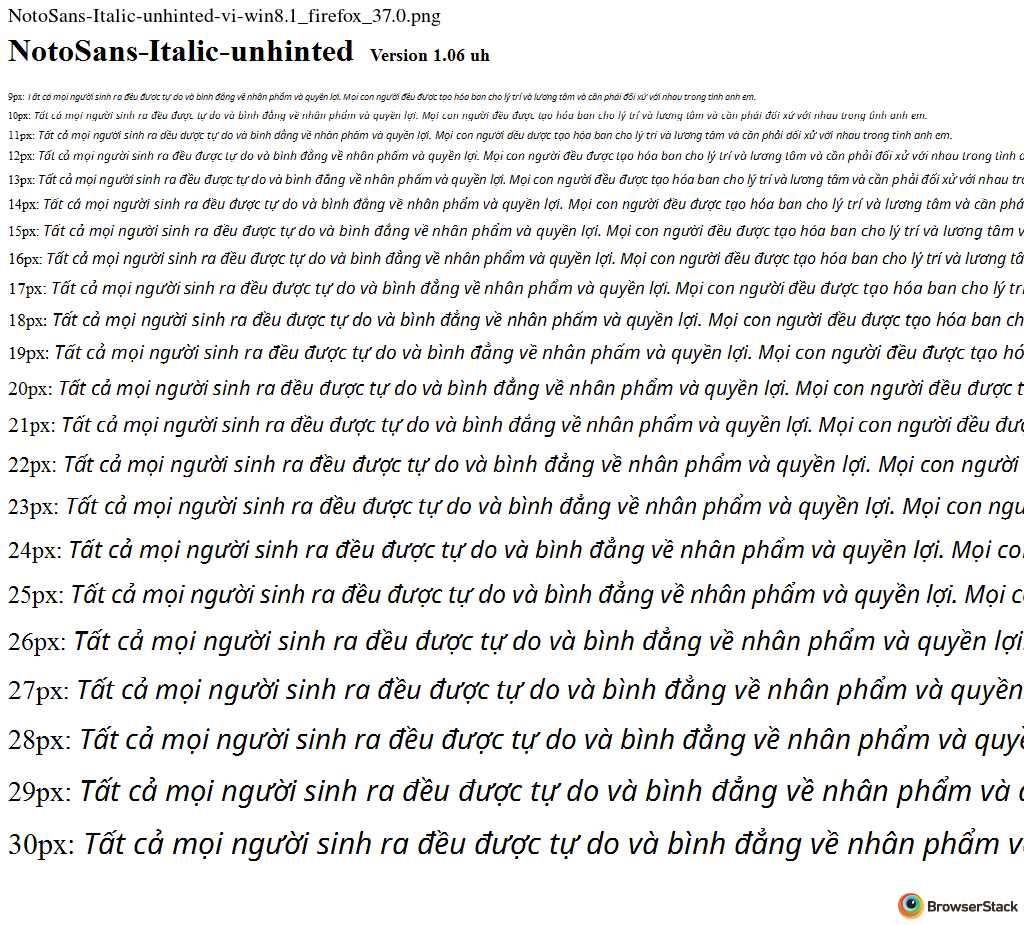 NotoSans-Italic-unhinted-vi-win8.1_firefox_37.0.png
NotoSans-Italic-unhinted Version 1.06 uh
9px: Tất cả mọi người sinh ra đều được tự do và bình đẳng về nhân phẩm và quyền lợi. Mọi con người đều được tạo hóa ban cho lý trí và lương tâm và cần phải đối xử với nhau trong tình anh em.
10px: Tất cả mọi người sinh ra đều được tự do và bình đẳng về nhân phẩm và quyền lợi. Mọi con người đều được tạo hóa ban cho lý trí và lương tâm và cần phải đối xử với nhau trong tình anh em.
11px: Tất cả mọi người sinh ra đều được tự do và bình đẳng về nhân phẩm và quyền lợi. Mọi con người đều được tạo hóa ban cho lý trí và lương tâm và cần phải đối xử với nhau trong tình anh em.
12px: Tất cả mọi người sinh ra đều được tự do và bình đẳng về nhân phẩm và quyền lợi. Mọi con người đều được tạo hóa ban cho lý trí và lương tâm và cần phải đối xử với nhau trong tình
13px: Tất cả mọi người sinh ra đều được tự do và bình đẳng về nhân phẩm và quyền lợi. Mọi con người đều được tạo hóa ban cho lý trí và lương tâm và cần phải đối xử với nhau
14px: Tất cả mọi người sinh ra đều được tự do và bình đẳng về nhân phẩm và quyền lợi. Mọi con người đều được tạo hóa ban cho lý trí và lương tâm và cần
15px: Tất cả mọi người sinh ra đều được tự do và bình đẳng về nhân phẩm và quyền lợi. Mọi con người đều được tạo hóa ban cho lý trí và lương tâm
16px: Tất cả mọi người sinh ra đều được tự do và bình đẳng về nhân phẩm và quyền lợi. Mọi con người đều được tạo hóa ban cho lý trí và lương
17px: Tất cả mọi người sinh ra đều được tự do và bình đẳng về nhân phẩm và quyền lợi. Mọi con người đều được tạo hóa ban cho lý
18px: Tất cả mọi người sinh ra đều được tự do và bình đẳng về nhân phẩm và quyền lợi. Mọi con người đều được tạo hóa ban
19px: Tất cả mọi người sinh ra đều được tự do và bình đẳng về nhân phẩm và quyền lợi. Mọi con người đều được tạo
20px: Tất cả mọi người sinh ra đều được tự do và bình đẳng về nhân phẩm và quyền lợi. Mọi con người đều được
21px: Tất cả mọi người sinh ra đều được tự do và bình đẳng về nhân phẩm và quyền lợi. Mọi con người đều
22px: Tất cả mọi người sinh ra đều được tự do và bình đẳng về nhân phẩm và quyền lợi. Mọi con người
23px: Tất cả mọi người sinh ra đều được tự do và bình đẳng về nhân phẩm và quyền lợi. Mọi con
24px: Tất cả mọi người sinh ra đều được tự do và bình đẳng về nhân phẩm và quyền lợi. Mọi
25px: Tất cả mọi người sinh ra đều được tự do và bình đẳng về nhân phẩm và quyền lợi. Mọi
26px: Tất cả mọi người sinh ra đều được tự do và bình đẳng về nhân phẩm và quyền lợi.
27px: Tất cả mọi người sinh ra đều được tự do và bình đẳng về nhân phẩm và quyền
28px: Tất cả mọi người sinh ra đều được tự do và bình đẳng về nhân phẩm và
29px: Tất cả mọi người sinh ra đều được tự do và bình đẳng về nhân phẩm và
30px: Tất cả mọi người sinh ra đều được tự do và bình đẳng về nhân phẩm
BrowserStack